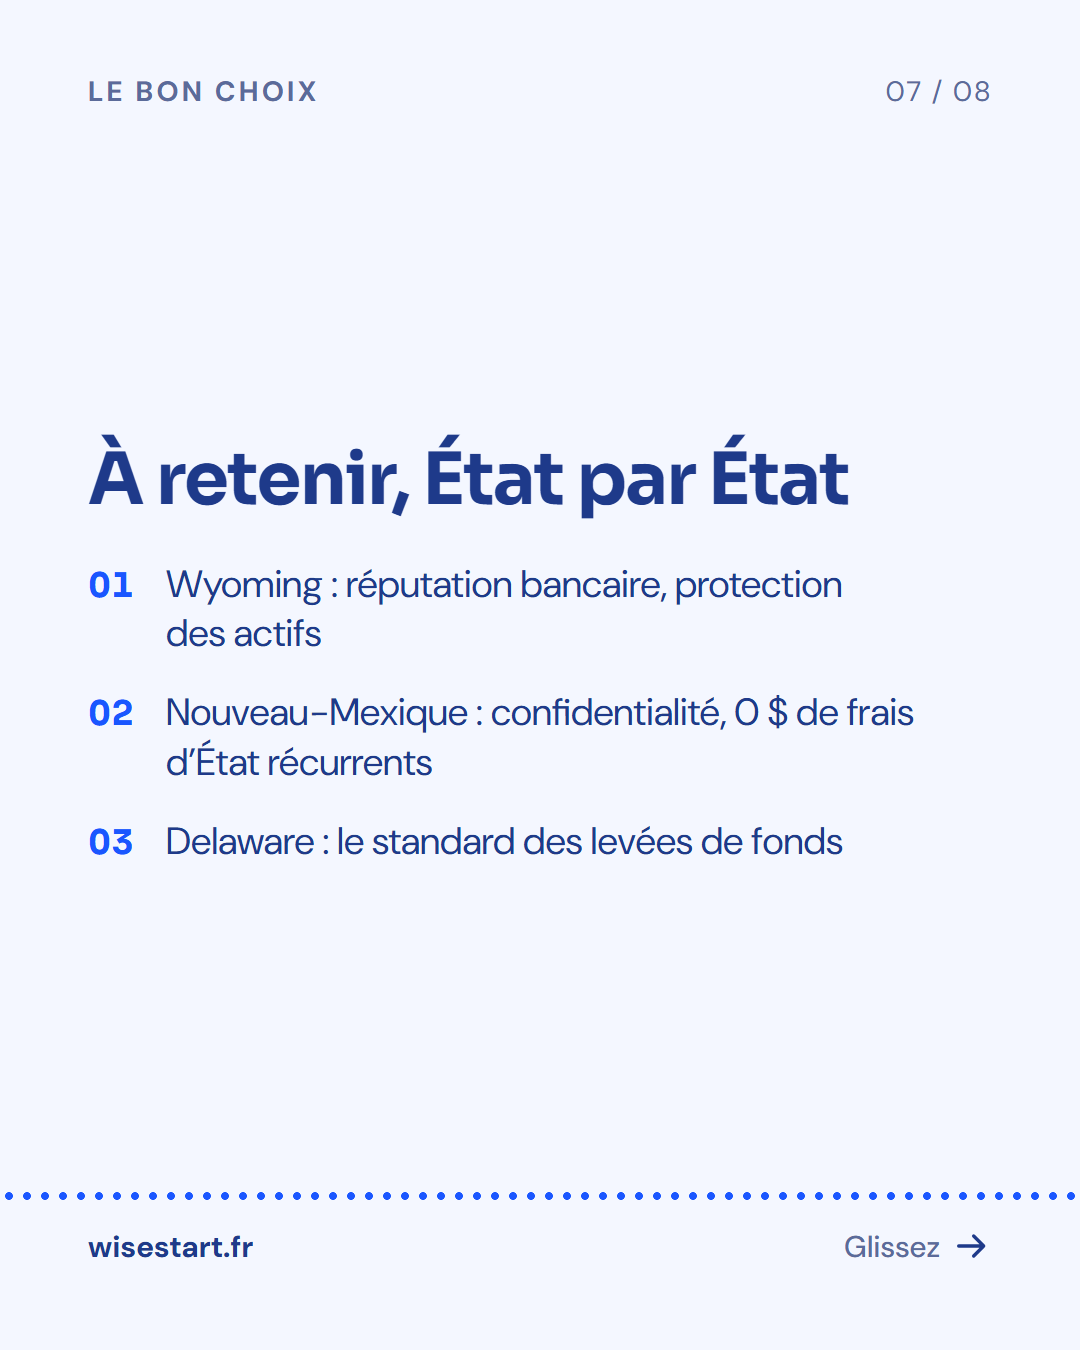 LE BON CHOIX
07 / 08
À retenir, État par État
01 Wyoming : réputation bancaire, protection
des actifs
02 Nouveau-Mexique : confidentialité, 0 $ de frais
d’État récurrents
03 Delaware : le standard des levées de fonds
wisestart.fr
Glissez →